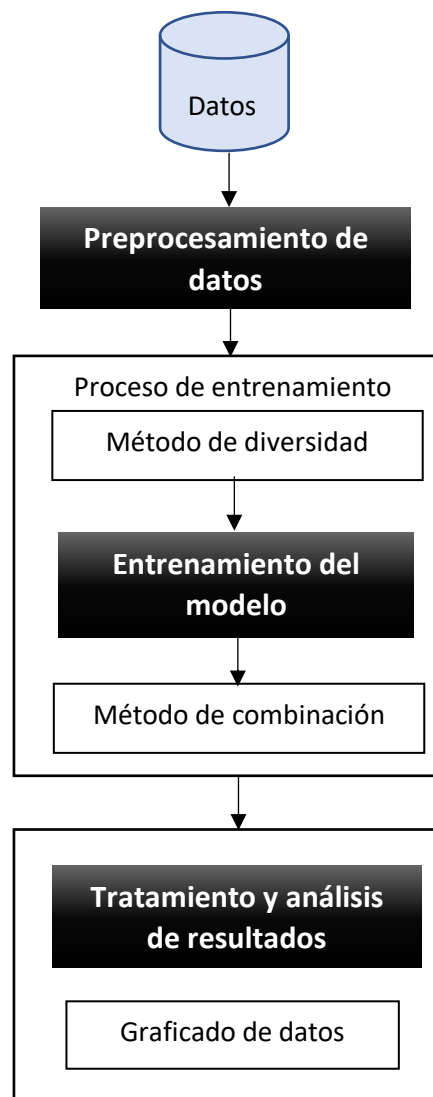 Datos
Preprocesamiento de
datos
Proceso de entrenamiento
Método de diversidad
Entrenamiento del
modelo
Método de combinación
Tratamiento y análisis
de resultados
Graficado de datos